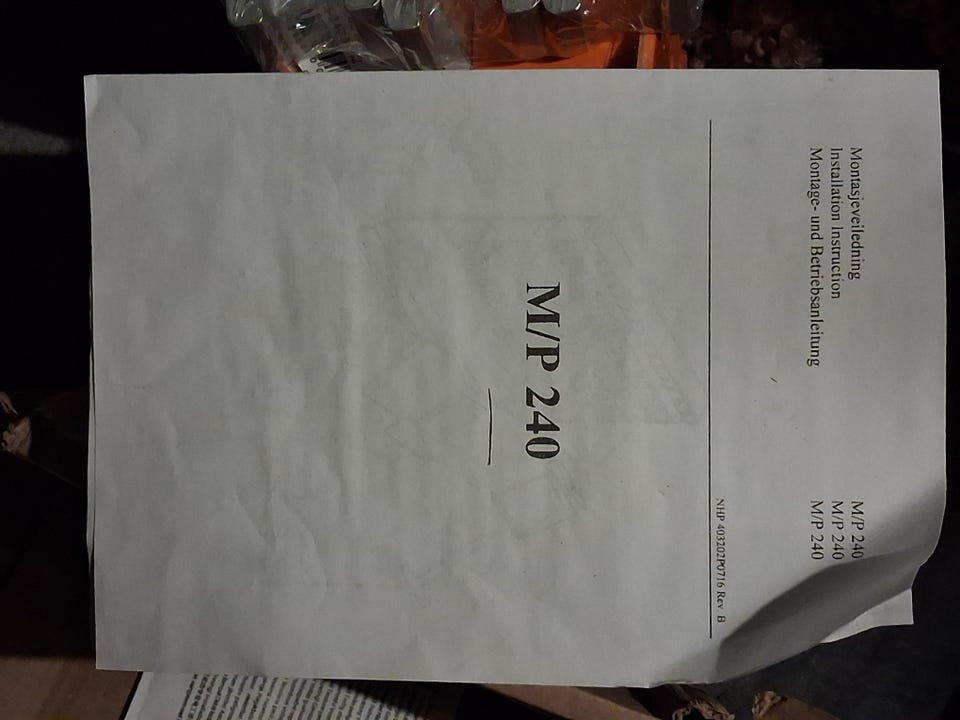 Montasjeveiledning M/P 240
Installation Instruction M/P 240
Montage- und Betriebsanleitung M/P 240
NHP 403202P0716 Rev. B
M/P 240